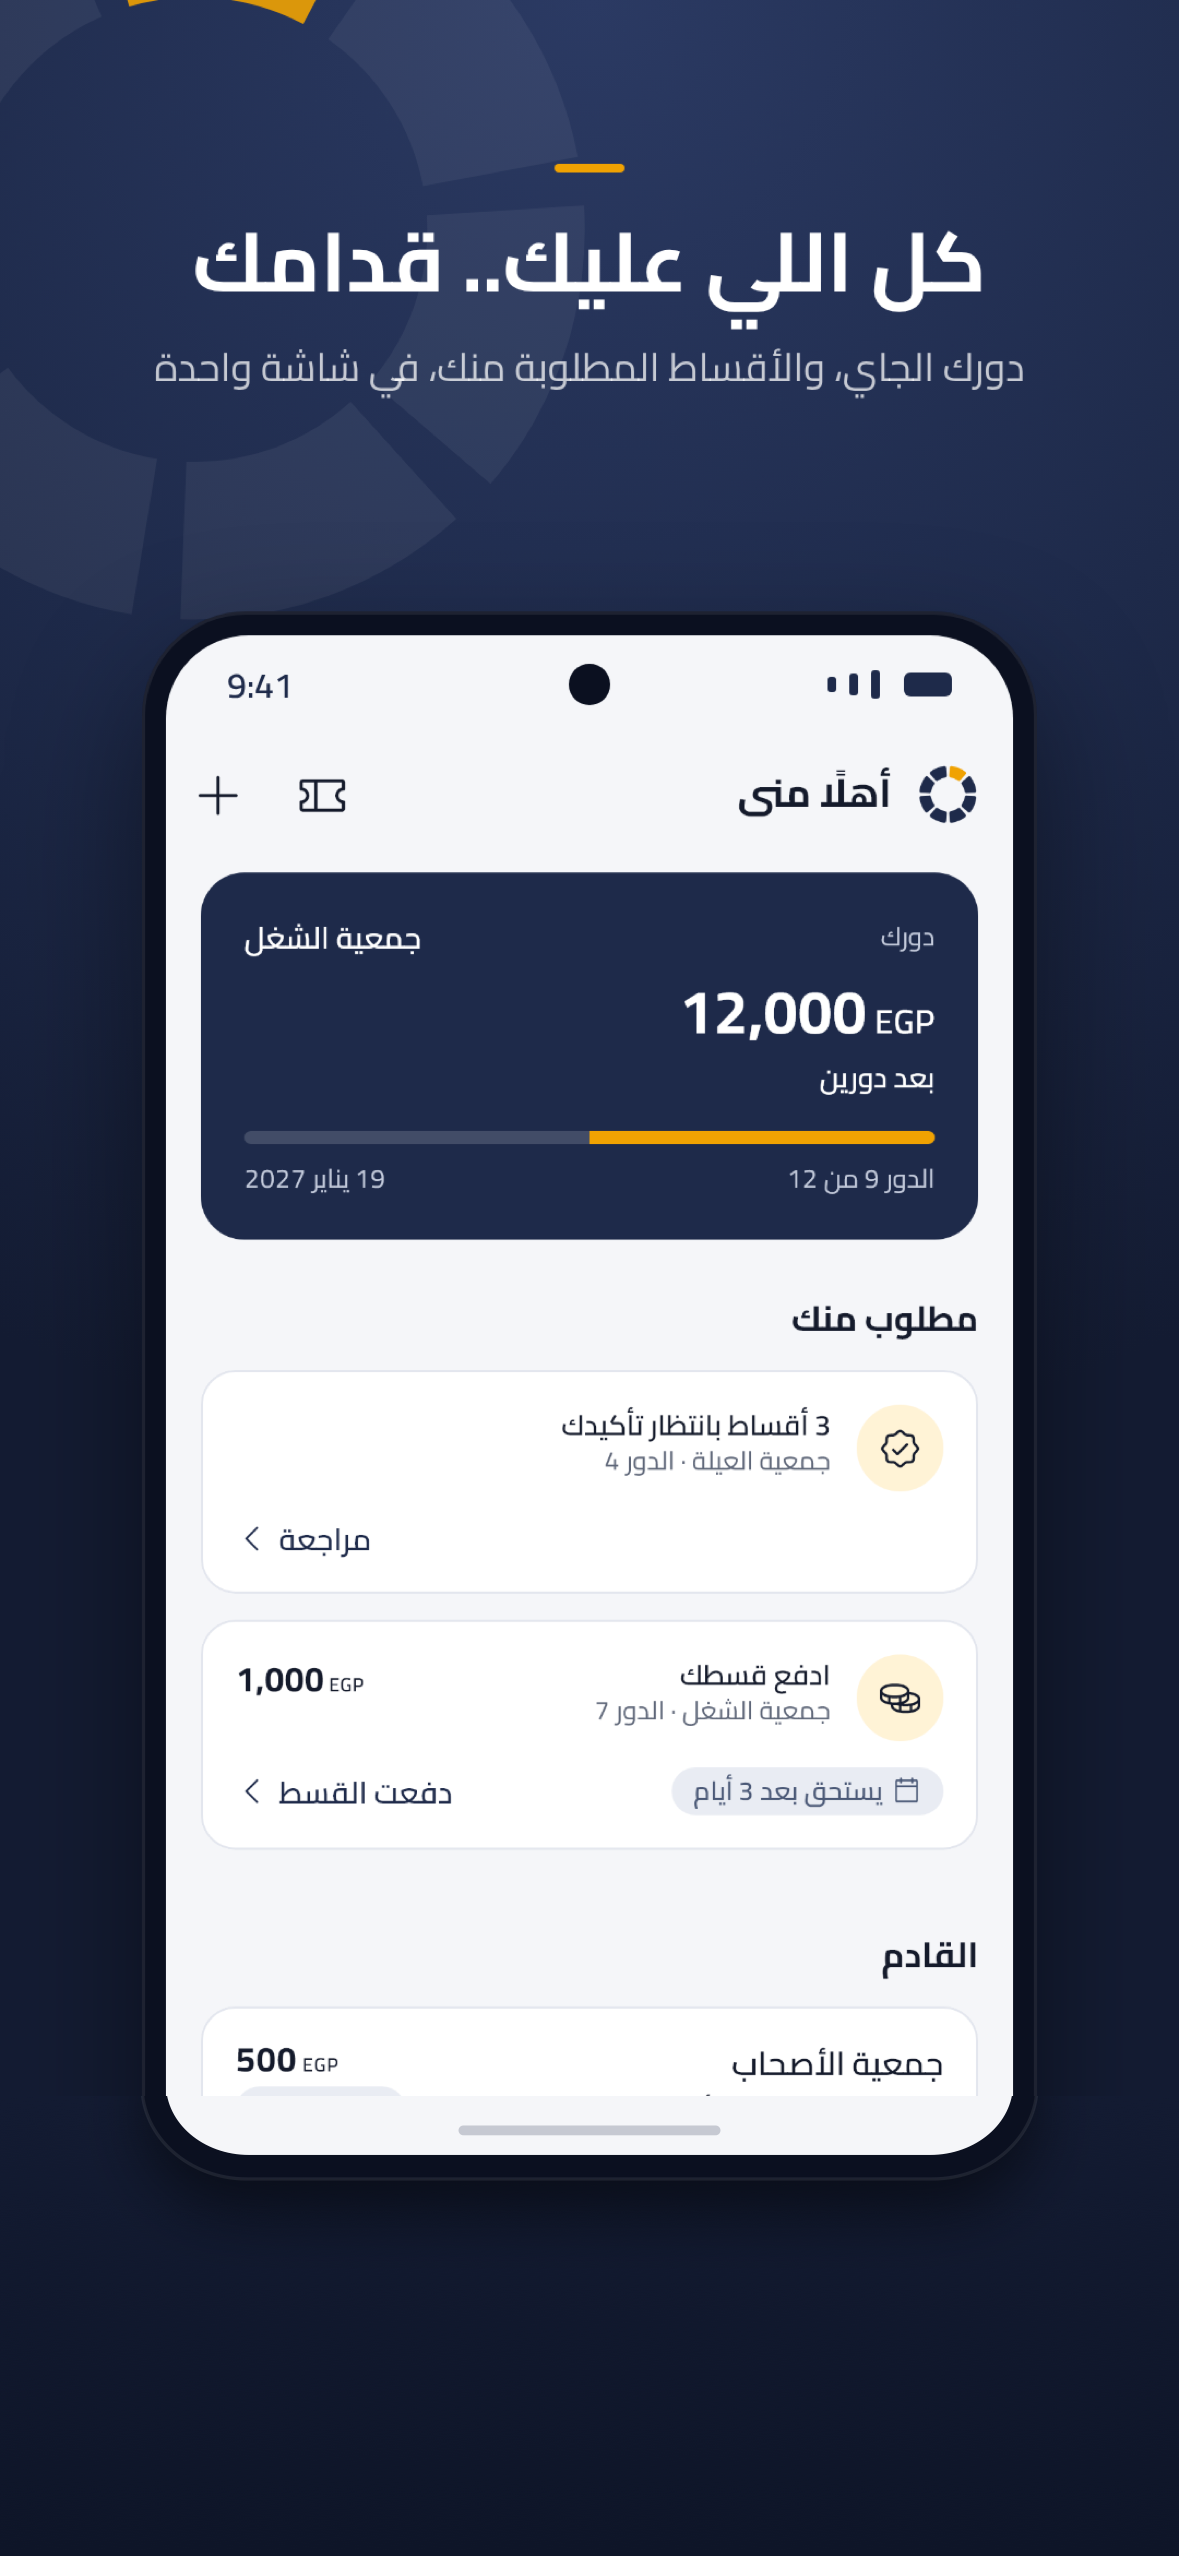 كل اللي عليك.. قدامك
دورك الجاي، والأقساط المطلوبة منك، في شاشة واحدة
9:41
أهلًا منى
دورك
جمعية الشغل
12,000 EGP
بعد دورين
الدور 9 من 12
19 يناير 2027
مطلوب منك
3 أقساط بانتظار تأكيدك
جمعية العيلة · الدور 4
مراجعة
ادفع قسطك
1,000 EGP
جمعية الشغل · الدور 7
يستحق بعد 3 أيام
دفعت القسط
القادم
جمعية الأصحاب
500 EGP